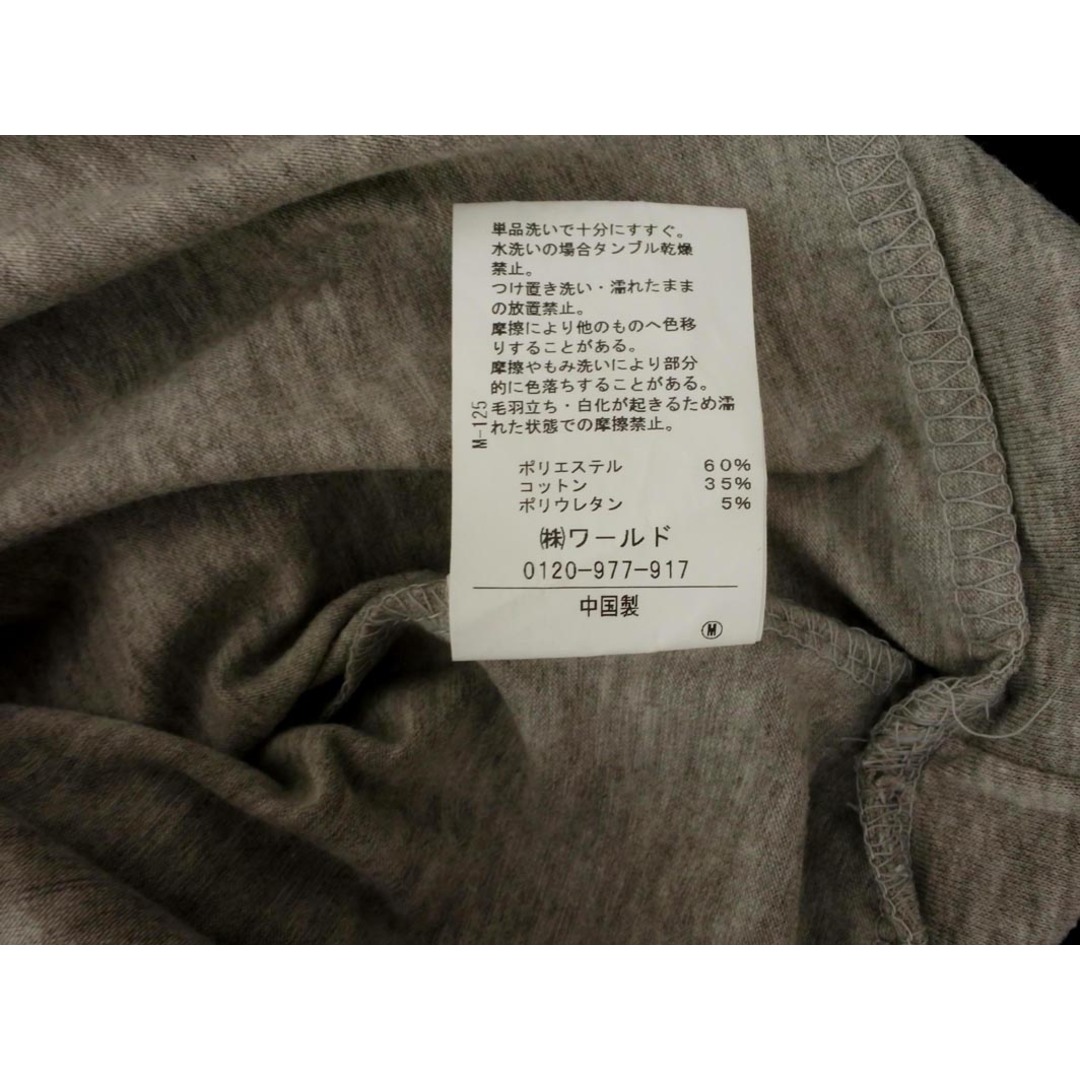 単品洗いで十分にすすぐ。
水洗いの場合タンブル乾燥
禁止。
つけ置き洗い・濡れたまま
の放置禁止。
摩擦により他のものへ色移
りすることがある。
摩擦やもみ洗いにより部分
的に色落ちすることがある。
毛羽立ち・白化が起きるため濡
れた状態での摩擦禁止。
M-125
ポリエステル 60%
コットン 35%
ポリウレタン 5%
㈱ワールド
0120-977-917
中国製
Ⓜ